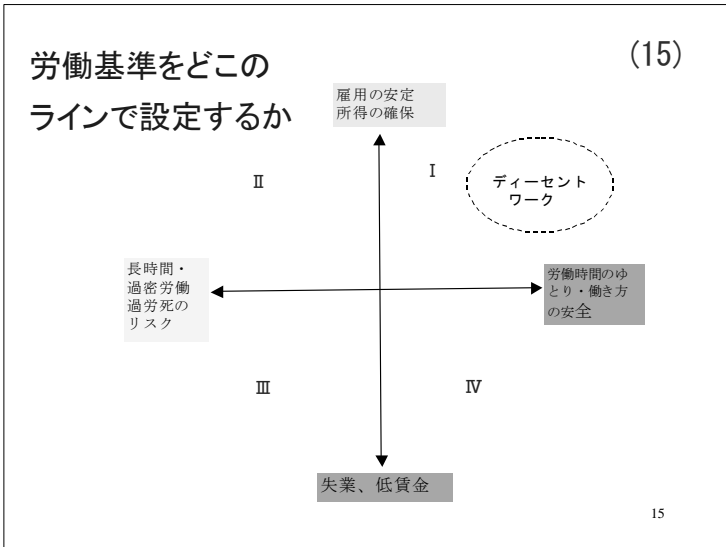 労働基準をどこの
ラインで設定するか
(15)
雇用の安定
所得の確保
Ⅱ
Ⅰ
ディーセント
ワーク
長時間・
過密労働
過労死の
リスク
労働時間のゆ
とり・働き方
の安全
Ⅲ
Ⅳ
失業、低賃金
15